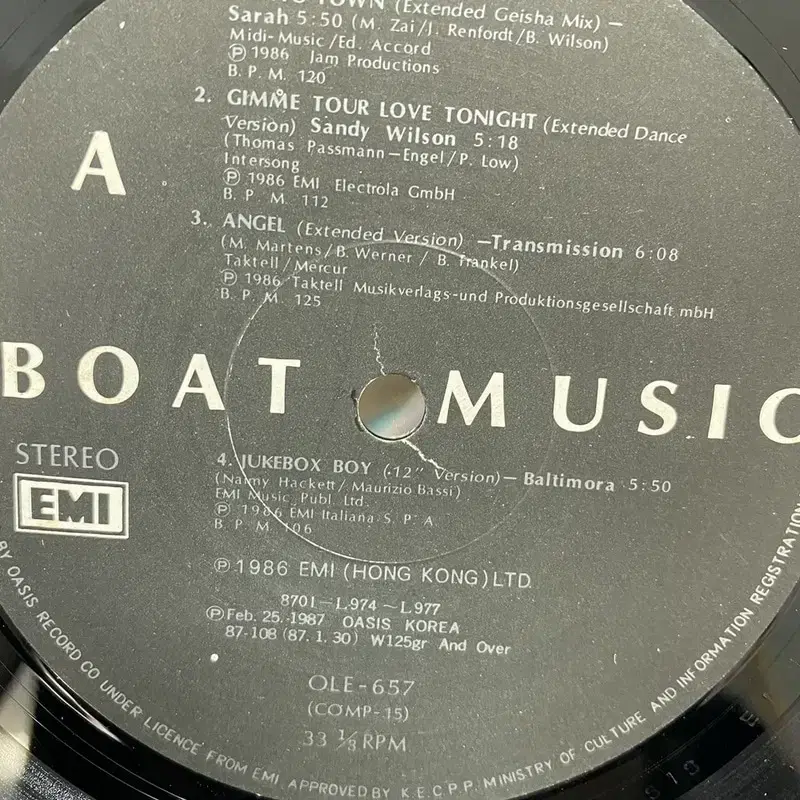 TOWN (Extended Geisha Mix) –
Sarah 5:50 (M. Zai/J. Renfordt/B. Wilson)
Midi-Music/Ed. Accord
Ⓟ 1986 Jam Productions
B. P. M. 120
2. GIMME TOUR LOVE TONIGHT (Extended Dance
Version) Sandy Wilson 5:18
(Thomas Passmann–Engel/P. Low)
Intersong
Ⓟ 1986 EMI Electrola GmbH
B. P. M. 112
A
3. ANGEL (Extended Version) –Transmission 6:08
(M. Martens/B. Werner / B. Frankel)
Taktell/Mercur
Ⓟ 1986 Taktell Musikverlags-und Produktionsgesellschaft mbH
B. P. M. 125
BOAT MUSIC
STEREO
EMI
4. JUKEBOX BOY (·12" Version)– Baltimora 5:50
(Naimy Hackett/Maurizio Bassi)
EMI Music Publ. Ltd.
Ⓟ 1986 EMI Italiana S. P. A.
B. P. M. 106
Ⓟ1986 EMI (HONG KONG) LTD.
8701–L.974 ~L.977
ⓅFeb. 25.-1987 OASIS KOREA
87-108 (87. 1. 30) W125gr And Over
OLE-657
(COMP-15)
33 ⅓ RPM
BY OASIS RECORD CO UNDER LICENCE FROM EMI APPROVED BY K.E.C.P.P. MINISTRY OF CULTURE AND INFORMATION REGISTRATION